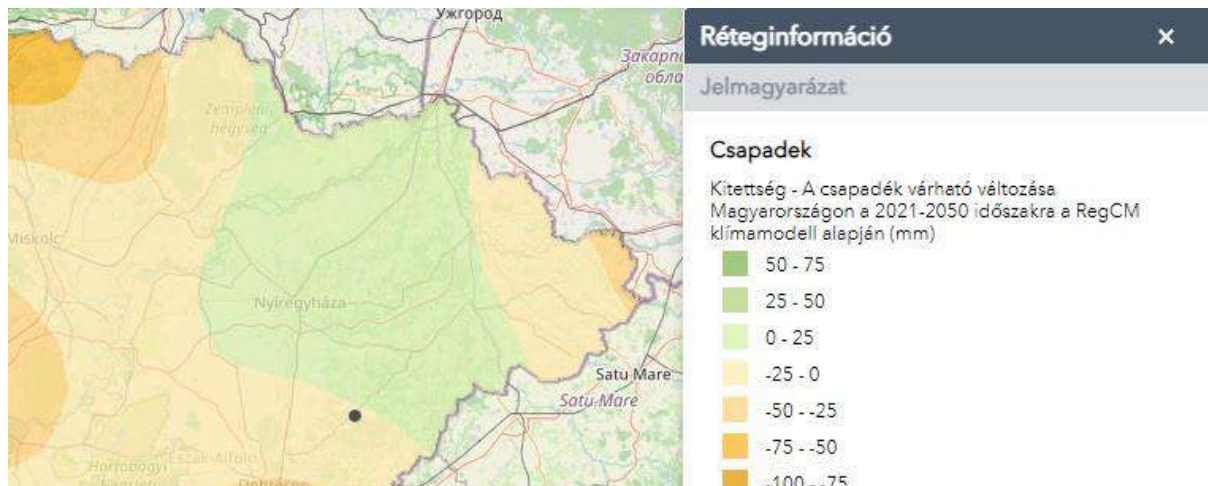 Ужгород
Закарп
обла
Zempléni-
hegység
Miskolc
Nyíregyháza
Satu Mare
Satu Mare
Hortobágyi
Észak-Alföld
Debrecen
Réteginformáció
×
Jelmagyarázat
Csapadek
Kitettség - A csapadék várható változása
Magyarországon a 2021-2050 időszakra a RegCM
klímamodell alapján (mm)
50 - 75
25 - 50
0 - 25
-25 - 0
-50 - -25
-75 - -50
-100 - -75